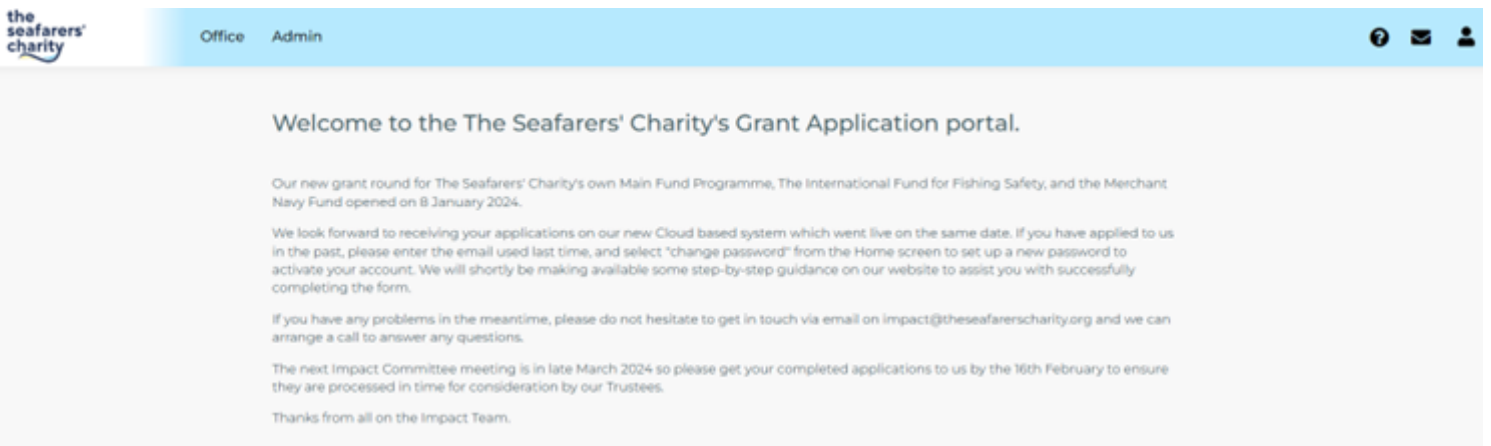 the
seafarers'
charity
Office Admin
Welcome to the The Seafarers' Charity's Grant Application portal.
Our new grant round for The Seafarers' Charity's own Main Fund Programme, The International Fund for Fishing Safety, and the Merchant
Navy Fund opened on 8 January 2024.
We look forward to receiving your applications on our new Cloud based system which went live on the same date. If you have applied to us
in the past, please enter the email used last time, and select "change password" from the Home screen to set up a new password to
activate your account. We will shortly be making available some step-by-step guidance on our website to assist you with successfully
completing the form.
If you have any problems in the meantime, please do not hesitate to get in touch via email on impact@theseafarerscharity.org and we can
arrange a call to answer any questions.
The next Impact Committee meeting is in late March 2024 so please get your completed applications to us by the 16th February to ensure
they are processed in time for consideration by our Trustees.
Thanks from all on the Impact Team.